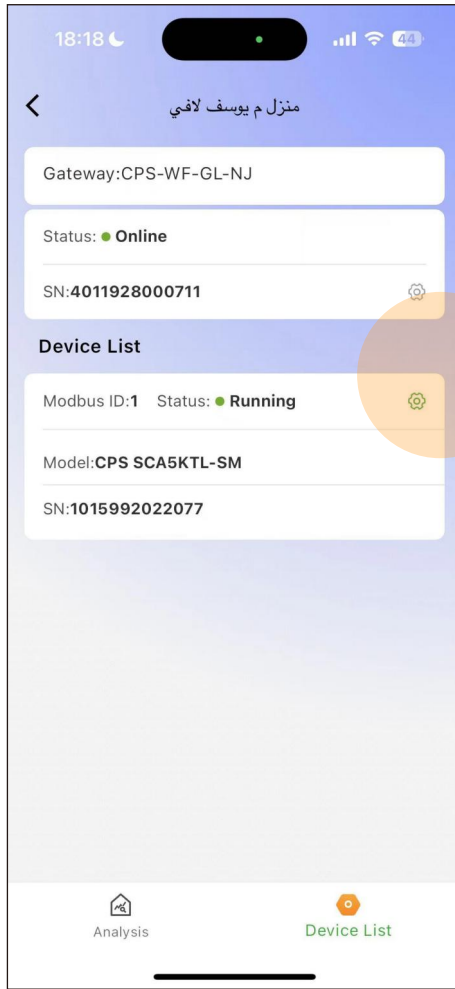 18:18
44
منزل م يوسف لافي
Gateway:CPS-WF-GL-NJ
Status: Online
SN:4011928000711
Device List
Modbus ID:1 Status: Running
Model:CPS SCA5KTL-SM
SN:1015992022077
Analysis
Device List